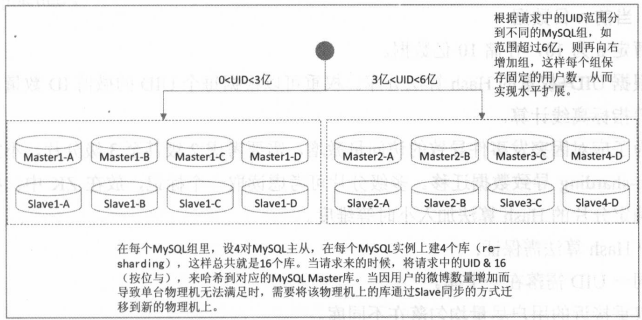 根据请求中的UID范围分
到不同的MySQL组，如
范围超过6亿，则再向右
增加组，这样每个组保
存固定的用户数，从而
实现水平扩展。
0<UID<3亿
3亿<UID<6亿
Master1-A
Master1-B
Master1-C
Master1-D
Master2-A
Master2-B
Master3-C
Master4-D
Slave1-A
Slave1-B
Slave1-C
Slave1-D
Slave2-A
Slave2-B
Slave3-C
Slave4-D
在每个MySQL组里，设4对MySQL主从，在每个MySQL实例上建4个库（re-
sharding），这样总共就是16个库。当请求来的时候，将请求中的UID & 16
（按位与），来哈希到对应的MySQL Master库。当因用户的微博数量增加而
导致单台物理机无法满足时，需要将该物理机上的库通过Slave同步的方式迁
移到新的物理机上。